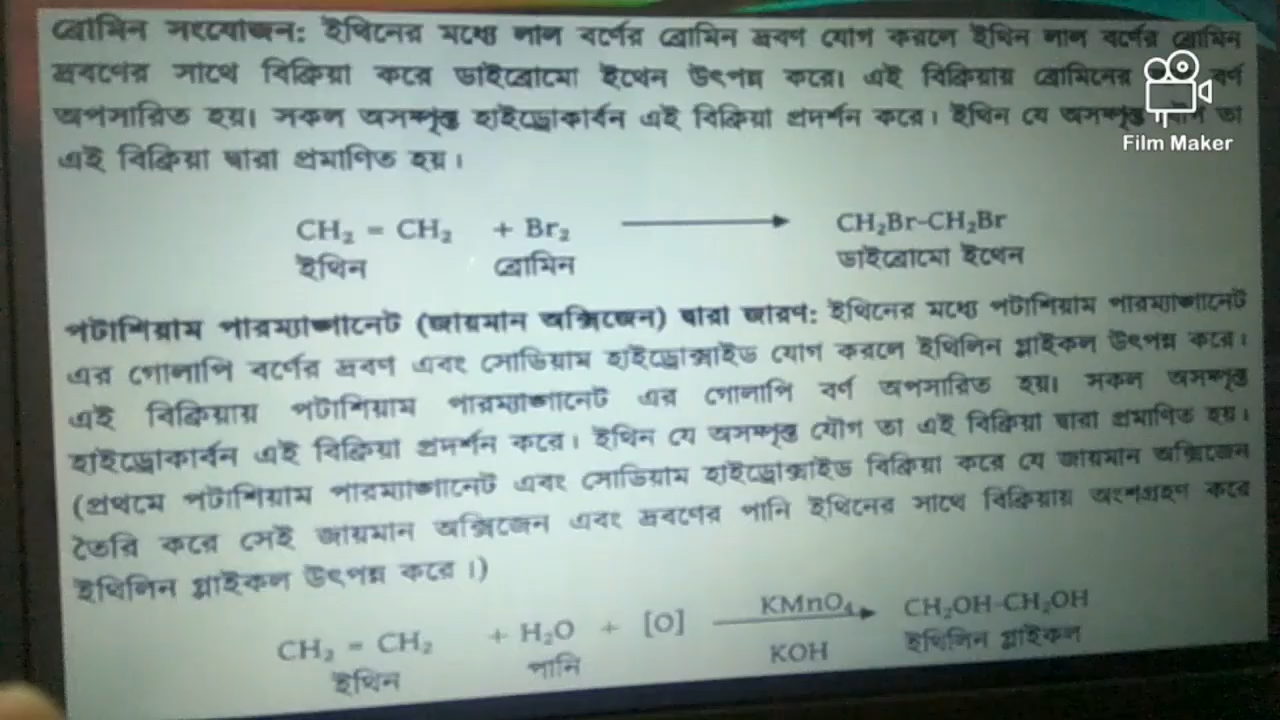 ব্রোমিন সংযোজন: ইথিনের মধ্যে লাল বর্ণের ব্রোমিন দ্রবণ যোগ করলে ইথিন লাল বর্ণের ব্রোমিন
দ্রবণের সাথে বিক্রিয়া করে ডাইব্রোমো ইথেন উৎপন্ন করে। এই বিক্রিয়ায় ব্রোমিনের বর্ণ
অপসারিত হয়। সকল অসম্পৃক্ত হাইড্রোকার্বন এই বিক্রিয়া প্রদর্শন করে। ইথিন যে অসম্পৃক্ত তা
এই বিক্রিয়া দ্বারা প্রমাণিত হয়।
Film Maker
CH₂ = CH₂ + Br₂ ⟶ CH₂Br-CH₂Br
ইথিন ব্রোমিন ডাইব্রোমো ইথেন
পটাশিয়াম পারম্যাঙ্গানেট (জায়মান অক্সিজেন) দ্বারা জারণ: ইথিনের মধ্যে পটাশিয়াম পারম্যাঙ্গানেট
এর গোলাপি বর্ণের দ্রবণ এবং সোডিয়াম হাইড্রোক্সাইড যোগ করলে ইথিলিন গ্লাইকল উৎপন্ন করে।
এই বিক্রিয়ায় পটাশিয়াম পারম্যাঙ্গানেট এর গোলাপি বর্ণ অপসারিত হয়। সকল অসম্পৃক্ত
হাইড্রোকার্বন এই বিক্রিয়া প্রদর্শন করে। ইথিন যে অসম্পৃক্ত যৌগ তা এই বিক্রিয়া দ্বারা প্রমাণিত হয়।
(প্রথমে পটাশিয়াম পারম্যাঙ্গানেট এবং সোডিয়াম হাইড্রোক্সাইড বিক্রিয়া করে যে জায়মান অক্সিজেন
তৈরি করে সেই জায়মান অক্সিজেন এবং দ্রবণের পানি ইথিনের সাথে বিক্রিয়ায় অংশগ্রহণ করে
ইথিলিন গ্লাইকল উৎপন্ন করে।)
CH₂ = CH₂ + H₂O + [O] KMnO₄ ⟶ CH₂OH-CH₂OH
KOH
ইথিন পানি ইথিলিন গ্লাইকল